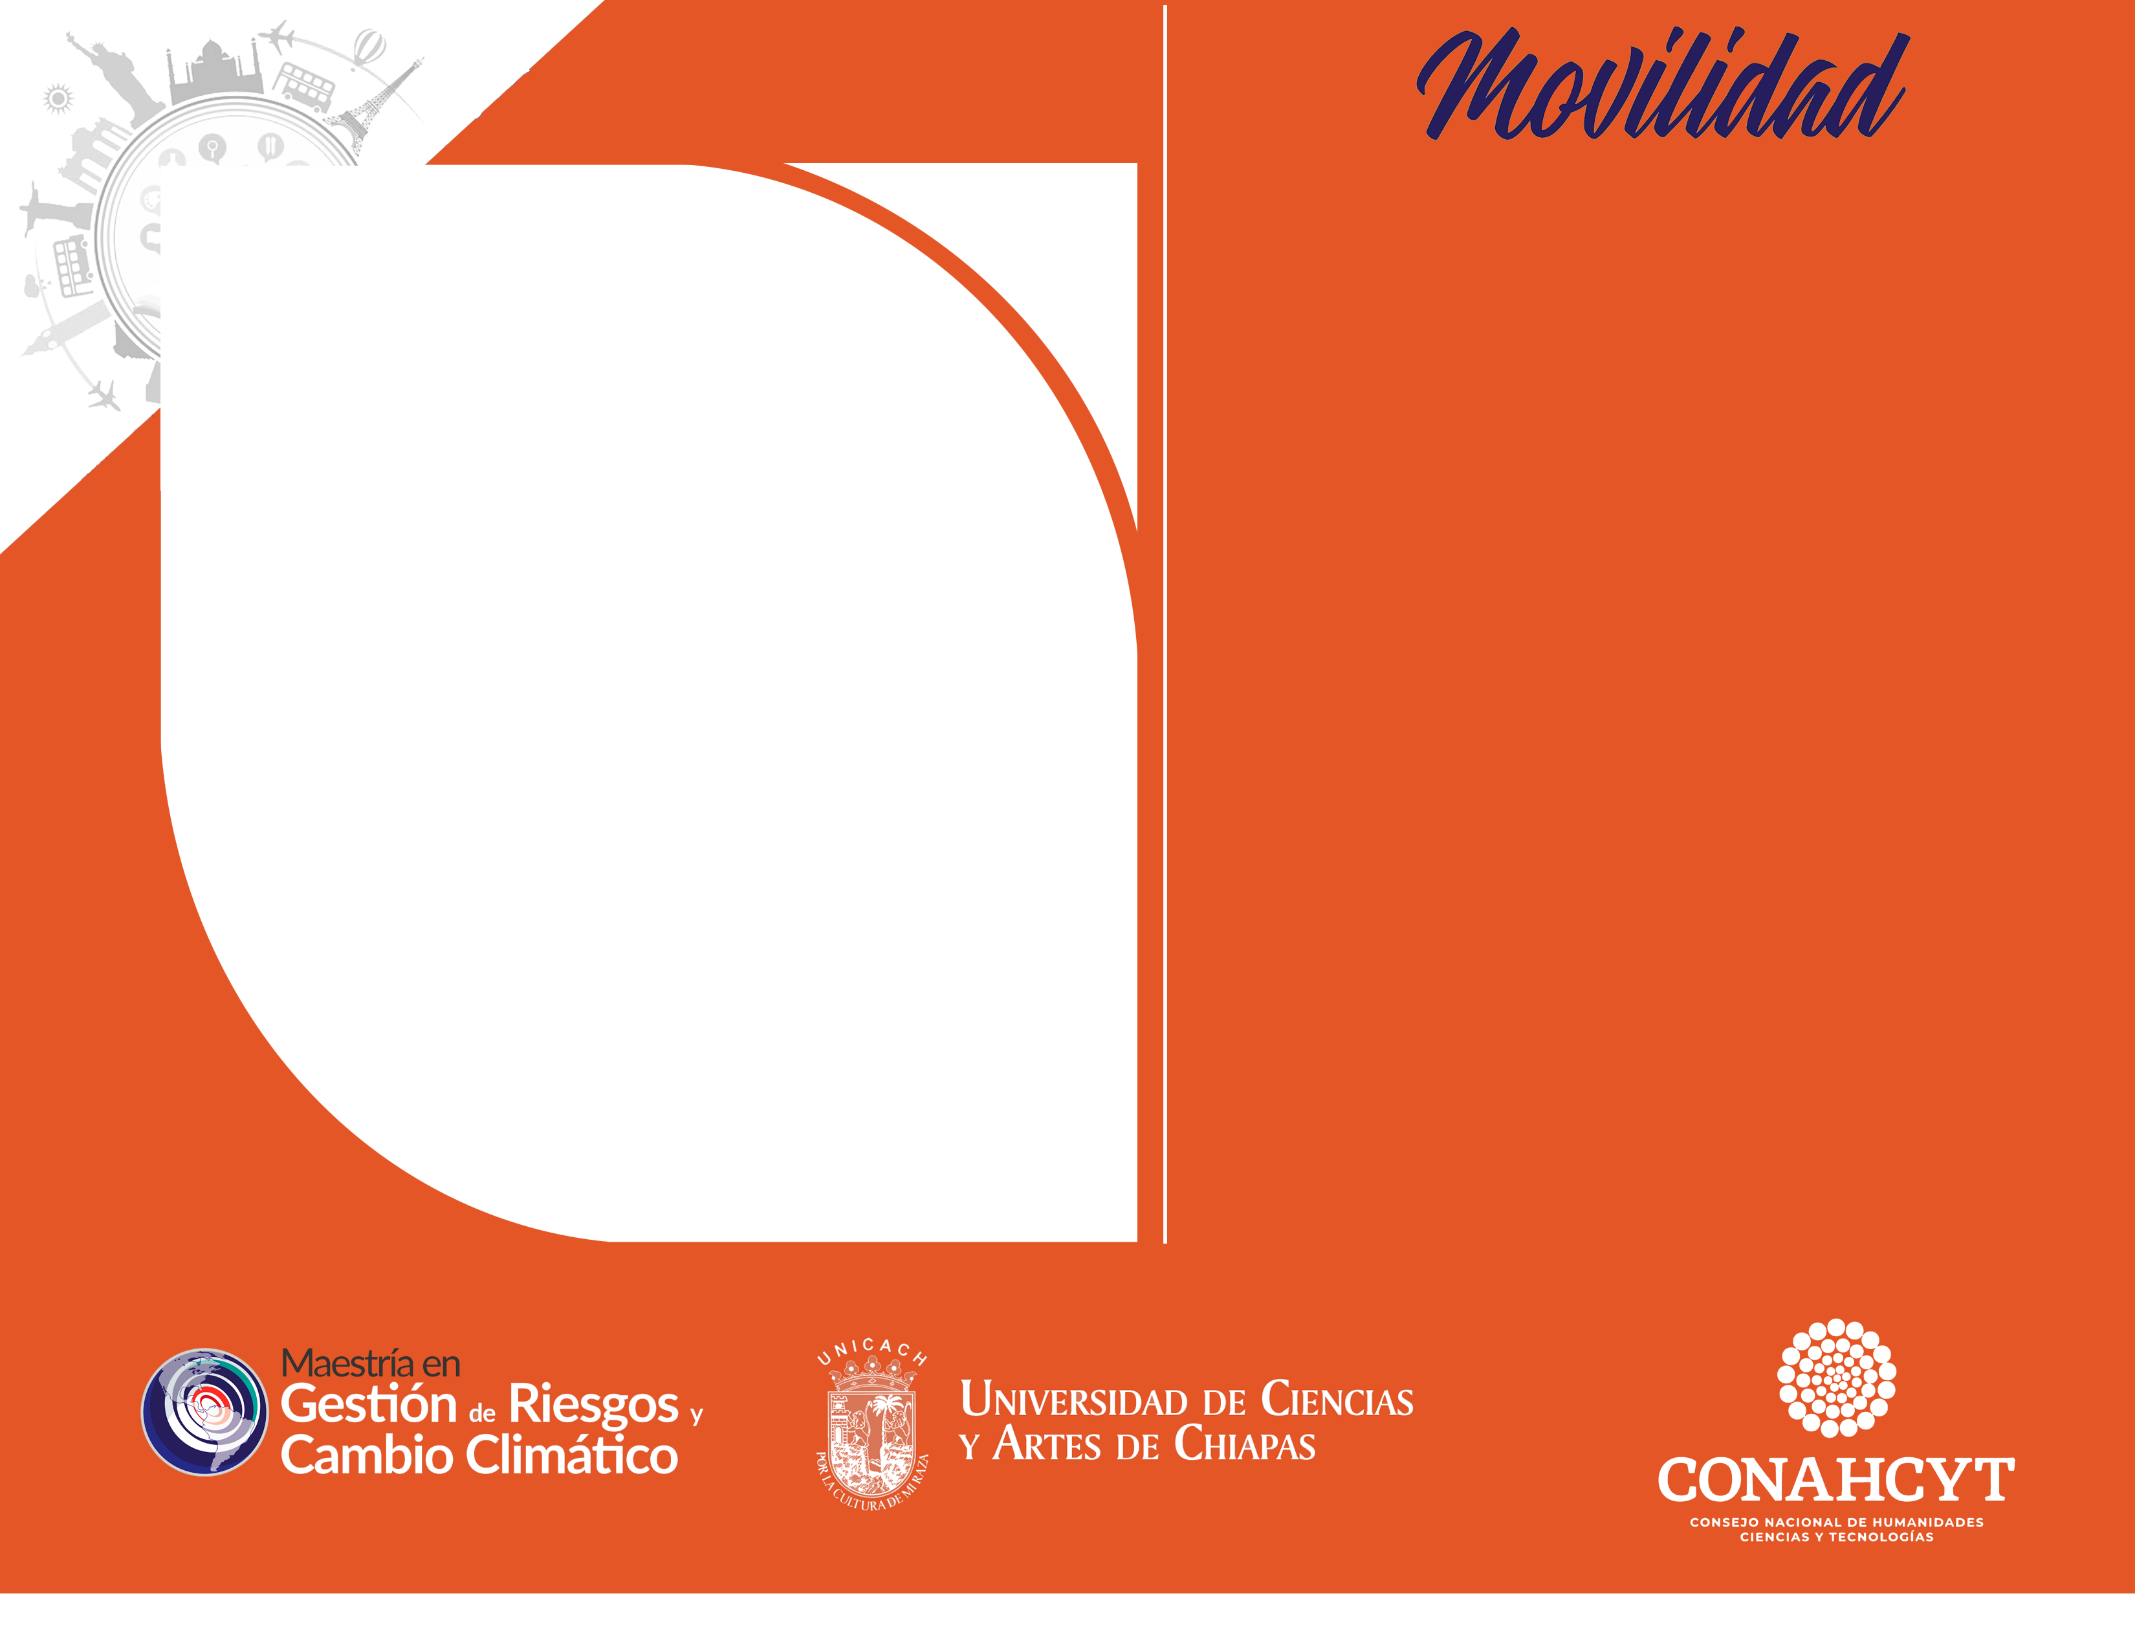 Movilidad
Maestría en
Gestión de Riesgos y
Cambio Climático
UNICACH
POR LA CULTURA DE MI RAZA
UNIVERSIDAD DE CIENCIAS
Y ARTES DE CHIAPAS
CONAHCYT
CONSEJO NACIONAL DE HUMANIDADES
CIENCIAS Y TECNOLOGÍAS